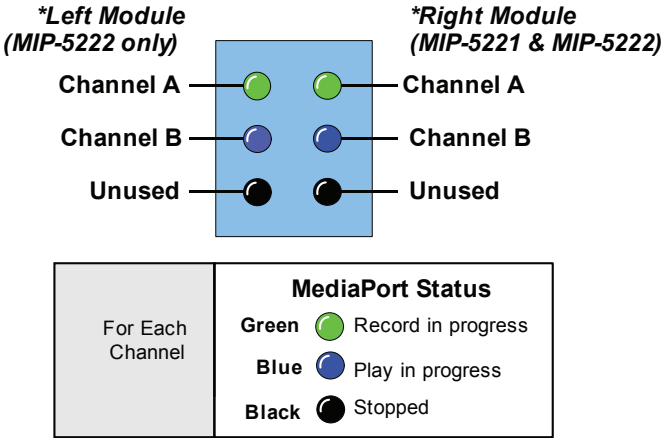 *Left Module
(MIP-5222 only)
*Right Module
(MIP-5221 & MIP-5222)
Channel A
Channel A
Channel B
Channel B
Unused
Unused
For Each
Channel
MediaPort Status
Green Record in progress
Blue Play in progress
Black Stopped